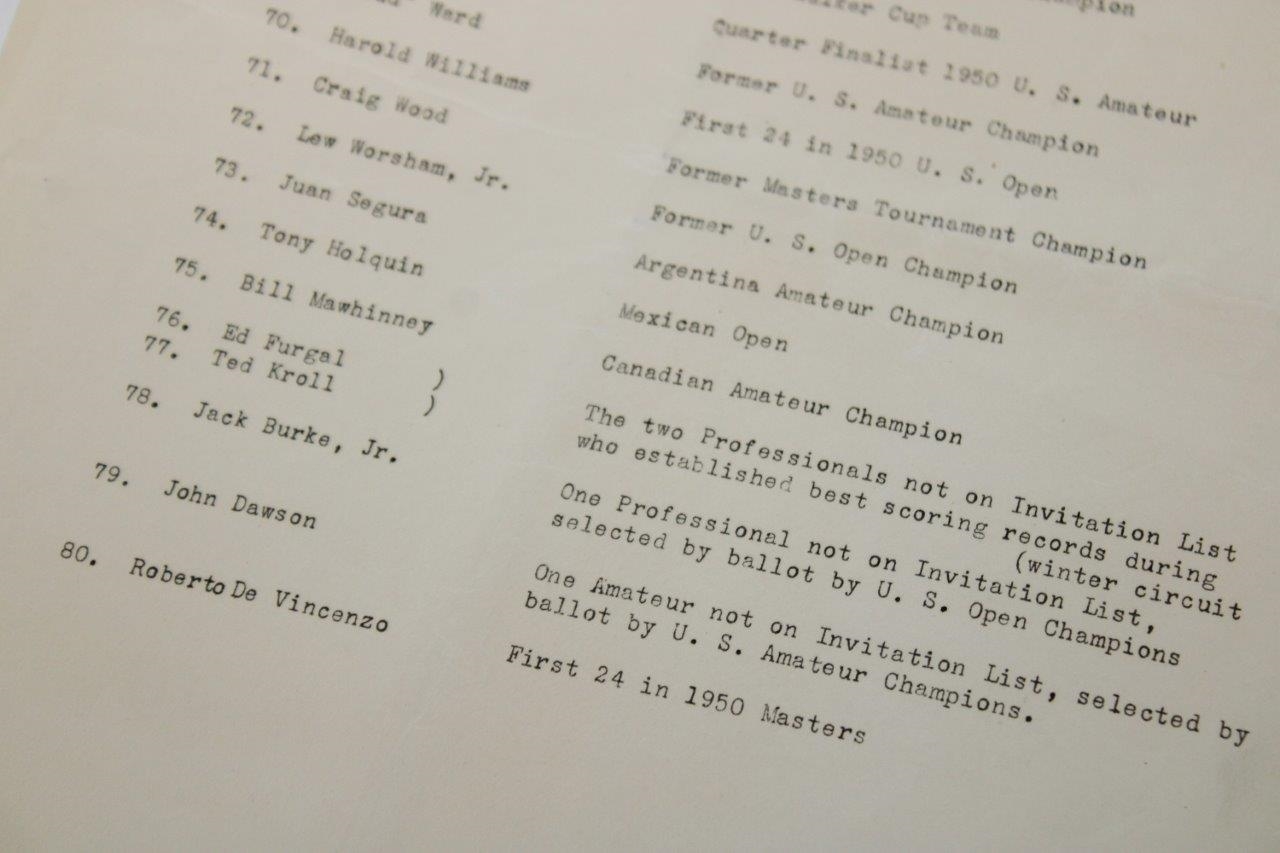 Ward
70. Harold Williams
71. Craig Wood
72. Lew Worsham, Jr.
73. Juan Segura
74. Tony Holquin
75. Bill Mawhinney
76. Ed Furgal )
77. Ted Kroll )
78. Jack Burke, Jr.
79. John Dawson
80. Roberto De Vincenzo
Cup Team
Quarter Finalist 1950 U. S. Amateur
Former U. S. Amateur Champion
First 24 in 1950 U. S. Open
Former Masters Tournament Champion
Former U. S. Open Champion
Argentina Amateur Champion
Mexican Open
Canadian Amateur Champion
The two Professionals not on Invitation List
who established best scoring records during
(winter circuit
One Professional not on Invitation List,
selected by ballot by U. S. Open Champions
One Amateur not on Invitation List, selected by
ballot by U. S. Amateur Champions.
First 24 in 1950 Masters